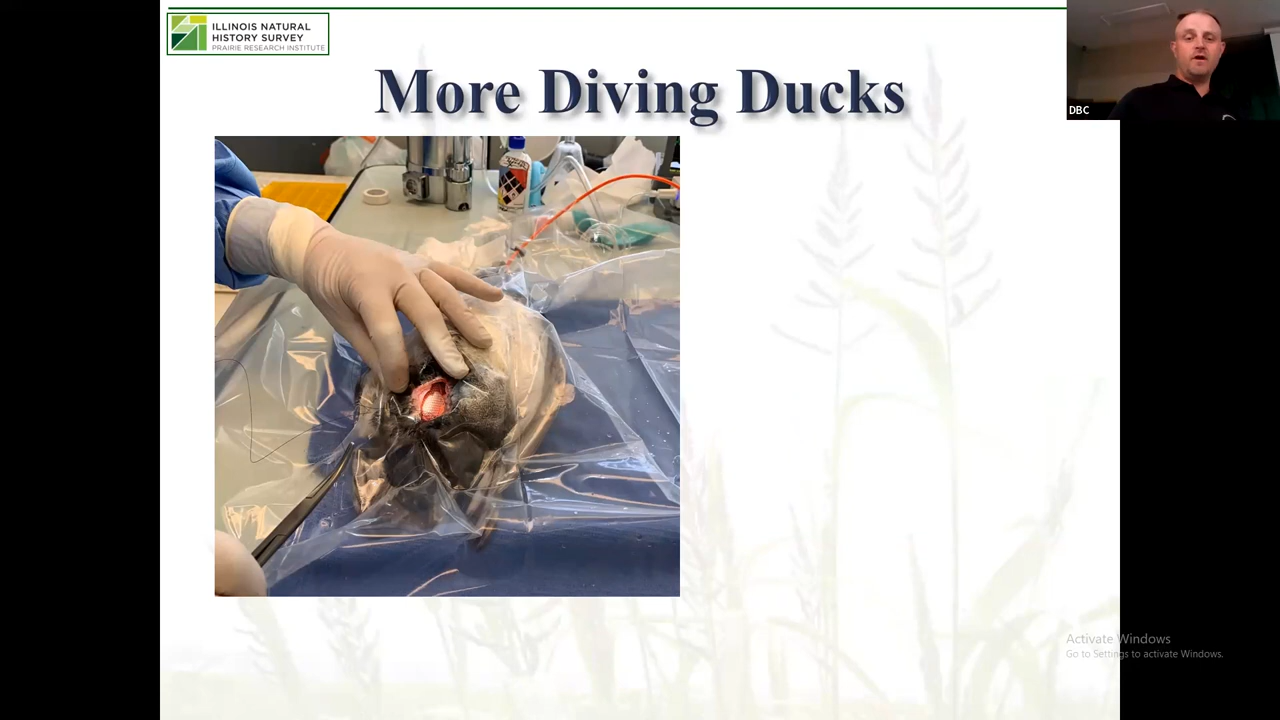 ILLINOIS NATURAL
HISTORY SURVEY
PRAIRIE RESEARCH INSTITUTE
More Diving Ducks
DBC
Activate Windows
Go to Settings to activate Windows.